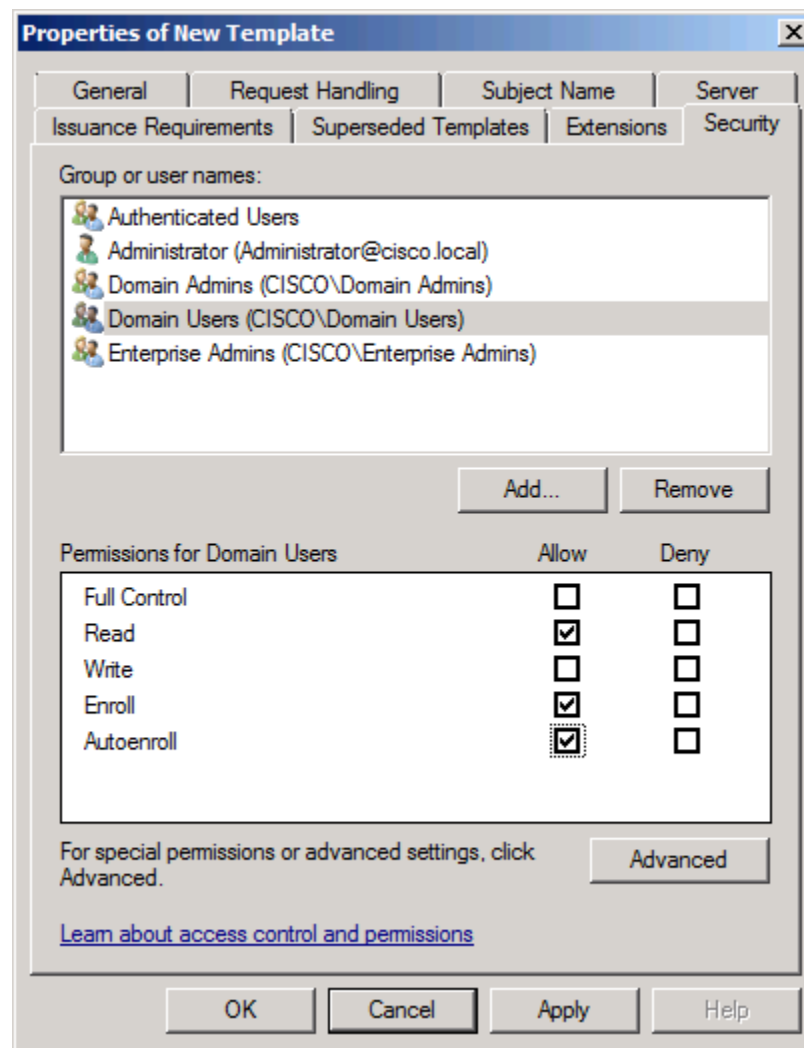 Properties of New Template
General Request Handling Subject Name Server
Issuance Requirements Superseded Templates Extensions Security
Group or user names:
Authenticated Users
Administrator (Administrator@cisco.local)
Domain Admins (CISCO\Domain Admins)
Domain Users (CISCO\Domain Users)
Enterprise Admins (CISCO\Enterprise Admins)
Add... Remove
Permissions for Domain Users Allow Deny
Full Control
Read
Write
Enroll
Autoenroll
For special permissions or advanced settings, click
Advanced.
Advanced
Learn about access control and permissions
OK Cancel Apply Help